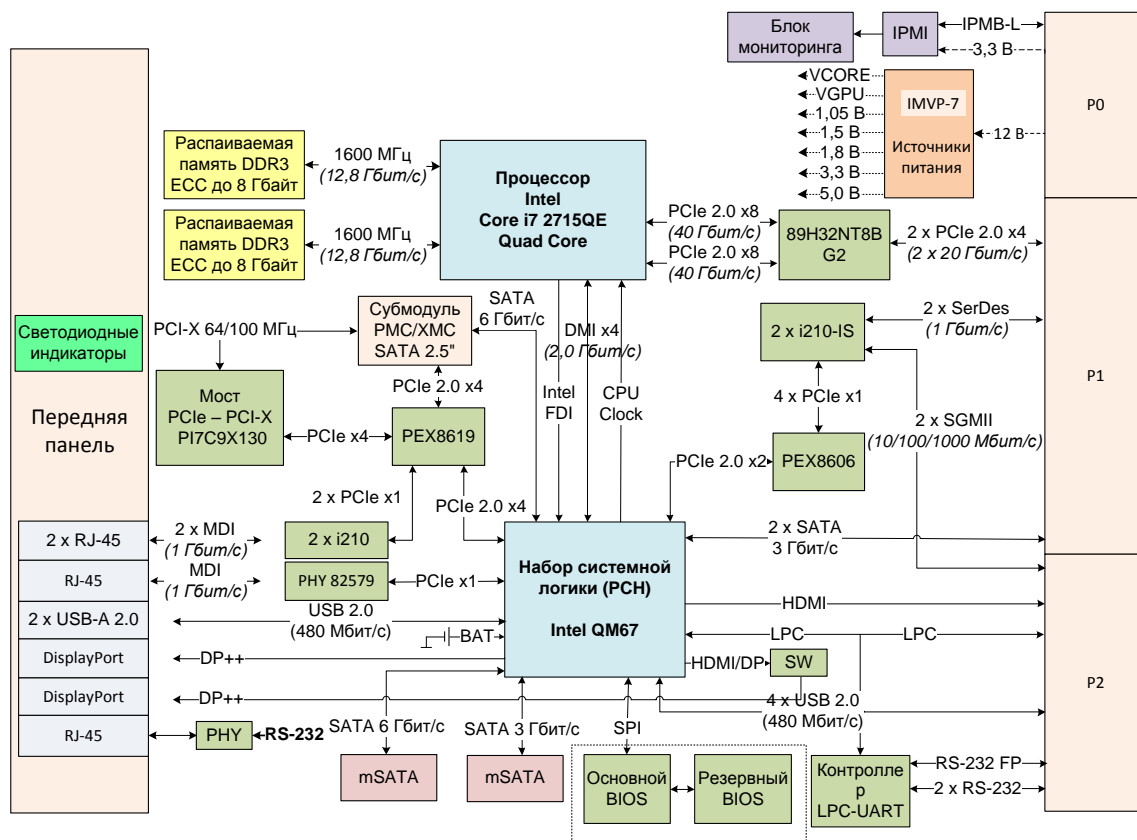 Блок
мониторинга
IPMI
IPMB-L
3,3 В
P0
VCORE
VGPU
1,05 В
1,5 В
1,8 В
3,3 В
5,0 В
IMVP-7
Источники
питания
12 В
Распаиваемая
память DDR3
ECC до 8 Гбайт
1600 МГц
(12,8 Гбит/с)
Распаиваемая
память DDR3
ECC до 8 Гбайт
1600 МГц
(12,8 Гбит/с)
Процессор
Intel
Core i7 2715QE
Quad Core
PCIe 2.0 x8
(40 Гбит/с)
PCIe 2.0 x8
(40 Гбит/с)
89H32NT8B
G2
2 x PCIe 2.0 x4
(2 x 20 Гбит/с)
P1
Светодиодные
индикаторы
Передняя
панель
PCI-X 64/100 МГц
Субмодуль
PMC/XMC
SATA 2.5"
SATA
6 Гбит/с
DMI x4
(2,0 Гбит/с)
Intel
FDI
CPU
Clock
2 x i210-IS
2 x SerDes
(1 Гбит/с)
4 x PCIe x1
2 x SGMII
(10/100/1000 Мбит/с)
Мост
PCIe – PCI-X
PI7C9X130
PCIe x4
PCIe 2.0 x4
PEX8619
PCIe 2.0 x2
PEX8606
2 x PCIe x1
PCIe 2.0 x4
2 x RJ-45
2 x MDI
(1 Гбит/с)
2 x i210
RJ-45
MDI
(1 Гбит/с)
PHY 82579
PCIe x1
Набор системной
логики (PCH)
Intel QM67
2 x SATA
3 Гбит/с
P2
2 x USB-A 2.0
USB 2.0
(480 Мбит/с)
BAT
HDMI
LPC
LPC
DisplayPort
DP++
HDMI/DP
SW
DisplayPort
DP++
4 x USB 2.0
(480 Мбит/с)
RJ-45
PHY
RS-232
SATA 6 Гбит/с
SATA 3 Гбит/с
SPI
mSATA
mSATA
Основной
BIOS
Резервный
BIOS
Контролле
р
LPC-UART
RS-232 FP
2 x RS-232